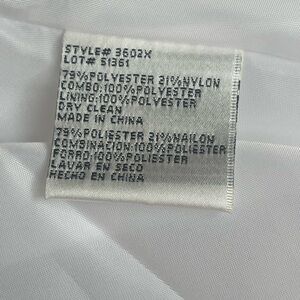 STYLE# 3602X
LOT# 51361
79%POLYESTER 21%NYLON
COMBO:100%POLYESTER
LINING:100%POLYESTER
DRY CLEAN
MADE IN CHINA
79%POLIESTER 21%NAILON
COMBINACION:100%POLIESTER
FORRO:100%POLIESTER
LAVAR EN SECO
HECHO EN CHINA